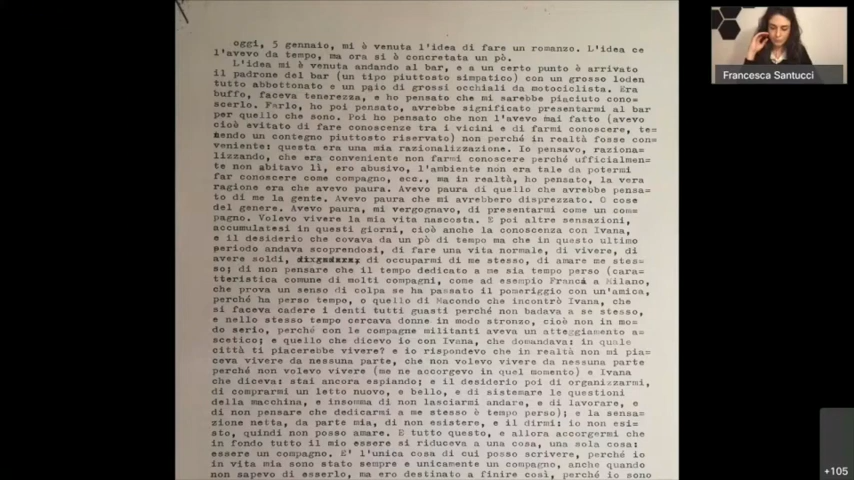 oggi, 5 gennaio, mi è venuta l'idea di fare un romanzo. L'idea ce
l'avevo da tempo, ma ora si è concretata un pò.
L'idea mi è venuta andando al bar, e a un certo punto è arrivato
il padrone del bar (un tipo piuttosto simpatico) con un grosso loden
tutto abbottonato e un paio di grossi occhiali da motociclista. Era
buffo, faceva tenerezza, e ho pensato che mi sarebbe piaciuto cono=
scerlo. Farlo, ho poi pensato, avrebbe significato presentarmi al bar
per quello che sono. Poi ho pensato che non l'avevo mai fatto (avevo
cioè evitato di fare conoscenze tra i vicini e di farmi conoscere, te=
nendo un contegno piuttosto riservato) non perché in realtà fosse con=
veniente: questa era una mia razionalizzazione. Io pensavo, raziona=
lizzando, che era conveniente non farmi conoscere perché ufficialmen=
te non abitavo lì, ero abusivo, l'ambiente non era tale da potermi
far conoscere come compagno, ecc., ma in realtà, ho pensato, la vera
ragione era che avevo paura. Avevo paura di quello che avrebbe pensa=
to di me la gente. Avevo paura che mi avrebbero disprezzato. O cose
del genere. Avevo paura, mi vergognavo, di presentarmi come un com=
pagno. Volevo vivere la mia vita nascosta. E poi altre sensazioni,
accumulatesi in questi giorni, cioè anche la conoscenza con Ivana,
e il desiderio che covava da un pò di tempo ma che in questo ultimo
periodo andava scoprendosi, di fare una vita normale, di vivere, di
avere soldi, di occuparmi di me stesso, di amare me stes=
so; di non pensare che il tempo dedicato a me sia tempo perso (cara=
tteristica comune di molti compagni, come ad esempio Franca a Milano,
che prova un senso di colpa se ha passato il pomeriggio con un'amica,
perché ha perso tempo, o quello di Macondo che incontrò Ivana, che
si faceva cadere i denti tutti guasti perché non badava a se stesso,
e nello stesso tempo cercava donne in modo stronzo, cioè non in mo=
do serio, perché con le compagne militanti aveva un atteggiamento a=
scetico; e quello che dicevo io con Ivana, che domandava: in quale
città ti piacerebbe vivere? e io rispondevo che in realtà non mi pia=
ceva vivere da nessuna parte, che non volevo vivere da nessuna parte
perché non volevo vivere (me ne accorgevo in quel momento) e Ivana
che diceva: stai ancora espiando; e il desiderio poi di organizzarmi,
di comprarmi un letto nuovo, e bello, e di sistemare le questioni
della macchina, e insomma di non lasciarmi andare, e di lavorare, e
di non pensare che dedicarmi a me stesso è tempo perso); e la sensa=
zione netta, da parte mia, di non esistere, e il dirmi: io non esi=
sto, quindi non posso amare. E tutto questo, e allora accorgermi che
in fondo tutto il mio essere si riduceva a una cosa, una sola cosa:
essere un compagno. E' l'unica cosa di cui posso scrivere, perché io
in vita mia sono stato sempre e unicamente un compagno, anche quando
non sapevo di esserlo, ma ero destinato a finire così, perché io sono
Francesca Santucci
+105